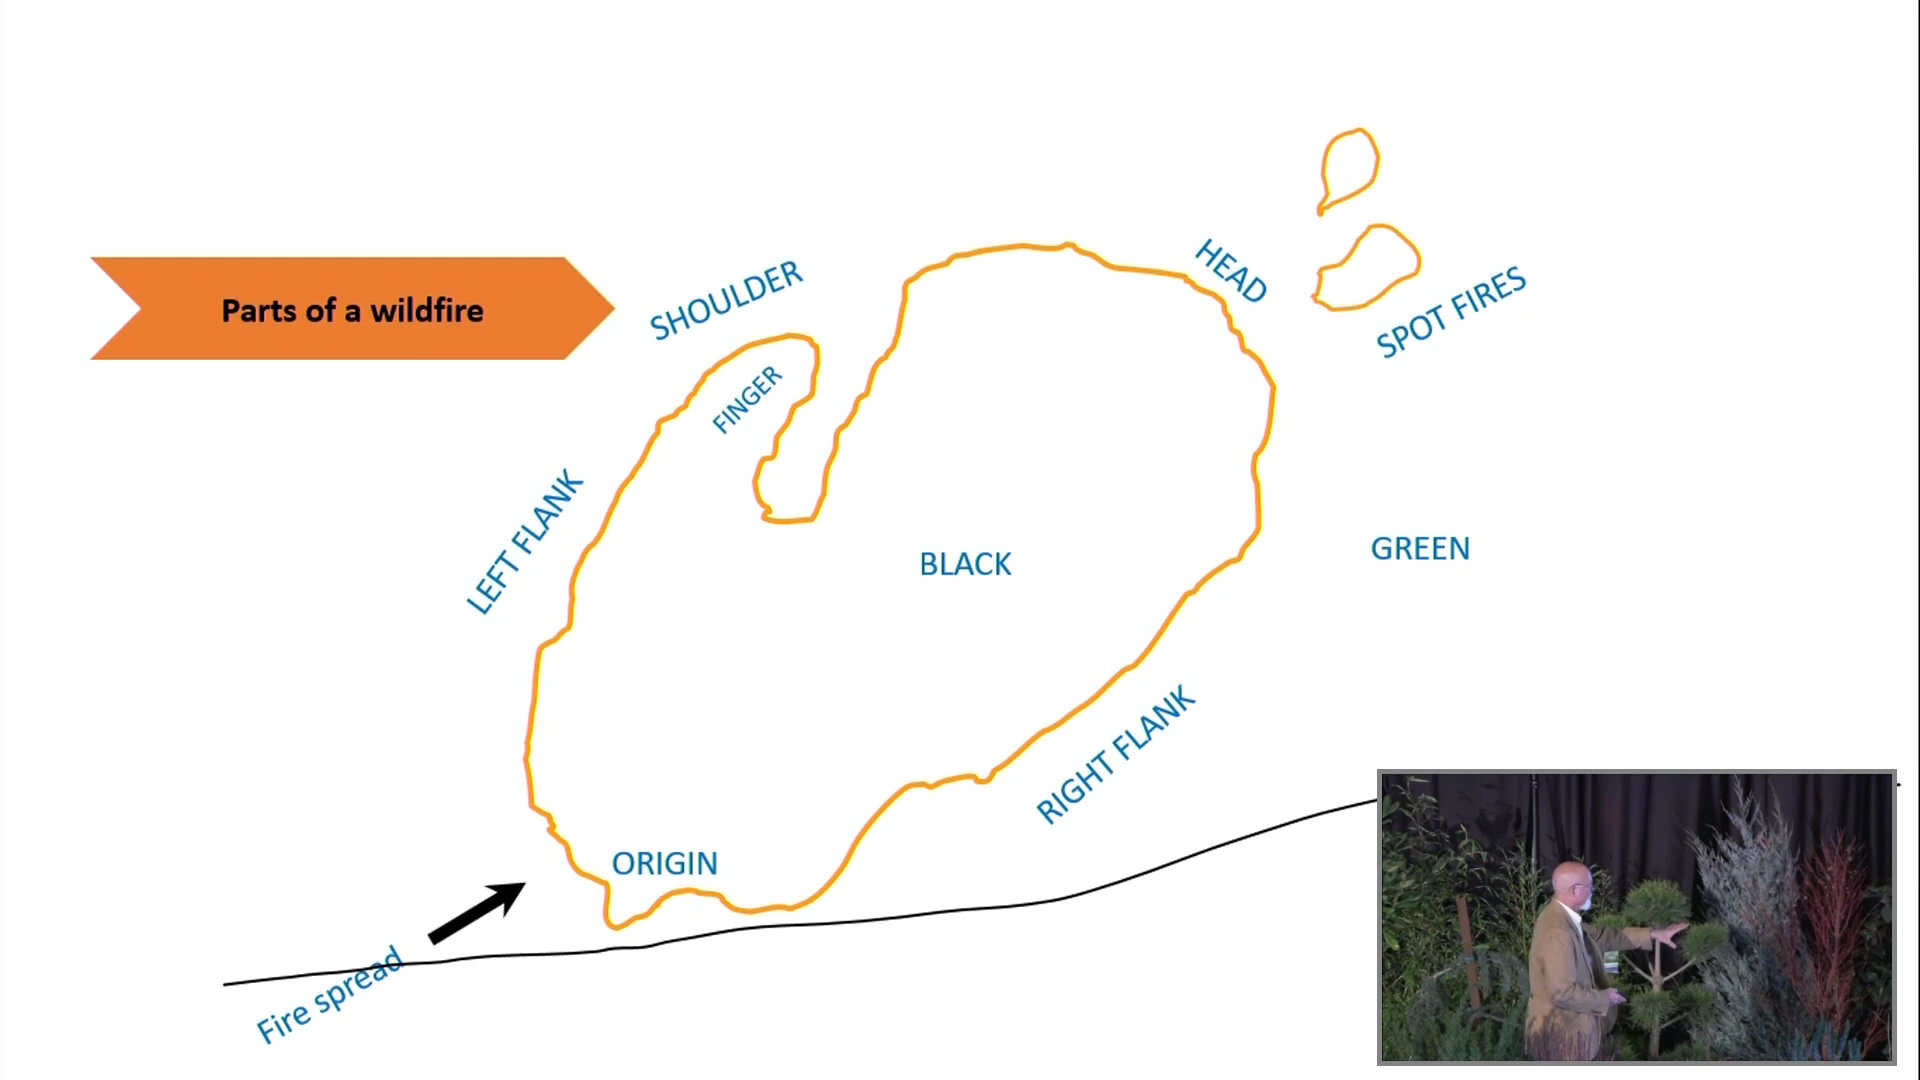 Parts of a wildfire
SHOULDER
HEAD
SPOT FIRES
FINGER
LEFT FLANK
BLACK
GREEN
RIGHT FLANK
ORIGIN
Fire spread